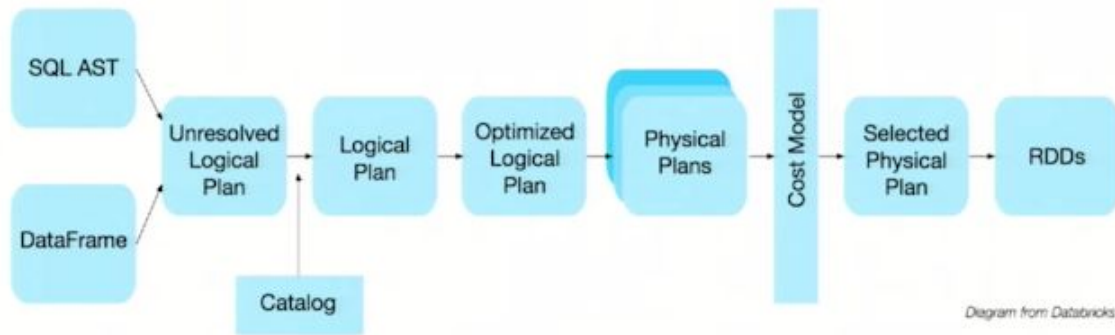 SQL AST
DataFrame
Unresolved
Logical
Plan
Catalog
Logical
Plan
Optimized
Logical
Plan
Physical
Plans
Cost Model
Selected
Physical
Plan
RDDs
Diagram from Databricks